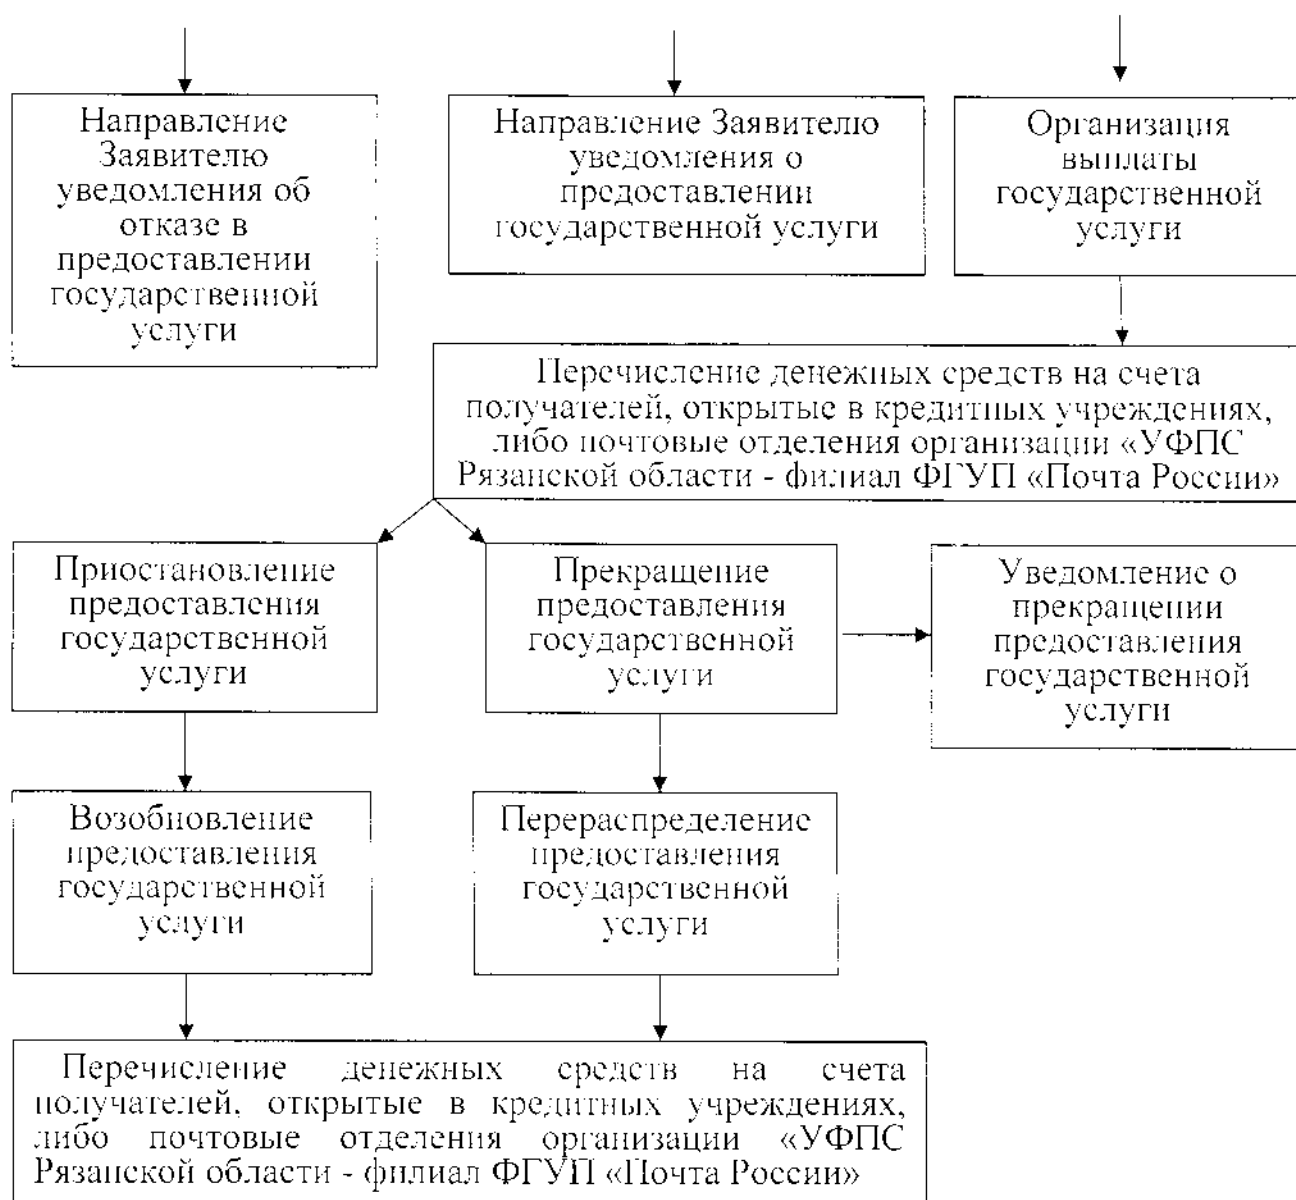 Направление
Заявителю
уведомления об
отказе в
предоставлении
государственной
услуги
Направление Заявителю
уведомления о
предоставлении
государственной услуги
Организация
выплаты
государственной
услуги
Перечисление денежных средств на счета
получателей, открытые в кредитных учреждениях,
либо почтовые отделения организации «УФПС
Рязанской области - филиал ФГУП «Почта России»
Приостановление
предоставления
государственной
услуги
Прекращение
предоставления
государственной
услуги
Уведомление о
прекращении
предоставления
государственной
услуги
Возобновление
предоставления
государственной
услуги
Перераспределение
предоставления
государственной
услуги
Перечисление денежных средств на счета
получателей, открытые в кредитных учреждениях,
либо почтовые отделения организации «УФПС
Рязанской области - филиал ФГУП «Почта России»